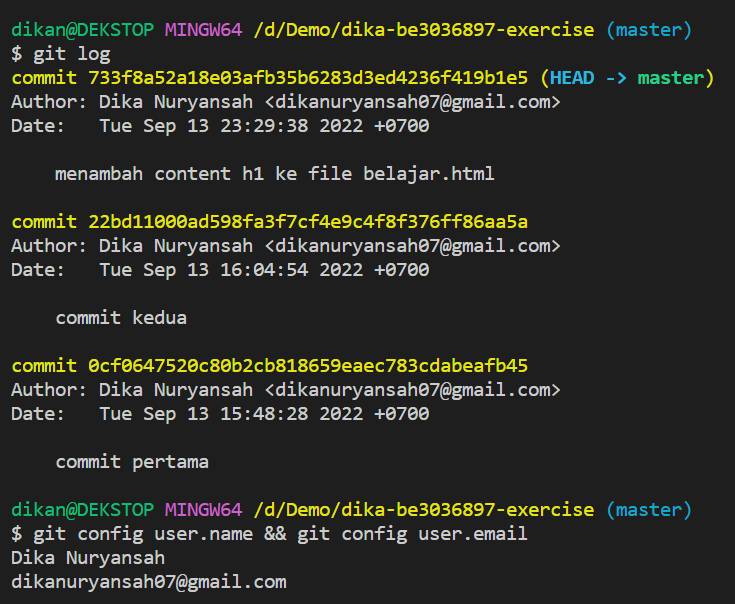 dikan@DEKSTOP MINGW64 /d/Demo/dika-be3036897-exercise (master)
$ git log
commit 733f8a52a18e03afb35b6283d3ed4236f419b1e5 (HEAD -> master)
Author: Dika Nuryansah <dikanuryansah07@gmail.com>
Date:   Tue Sep 13 23:29:38 2022 +0700

    menambah content h1 ke file belajar.html

commit 22bd11000ad598fa3f7cf4e9c4f8f376ff86aa5a
Author: Dika Nuryansah <dikanuryansah07@gmail.com>
Date:   Tue Sep 13 16:04:54 2022 +0700

    commit kedua

commit 0cf0647520c80b2cb818659eaec783cdabeafb45
Author: Dika Nuryansah <dikanuryansah07@gmail.com>
Date:   Tue Sep 13 15:48:28 2022 +0700

    commit pertama

dikan@DEKSTOP MINGW64 /d/Demo/dika-be3036897-exercise (master)
$ git config user.name && git config user.email
Dika Nuryansah
dikanuryansah07@gmail.com